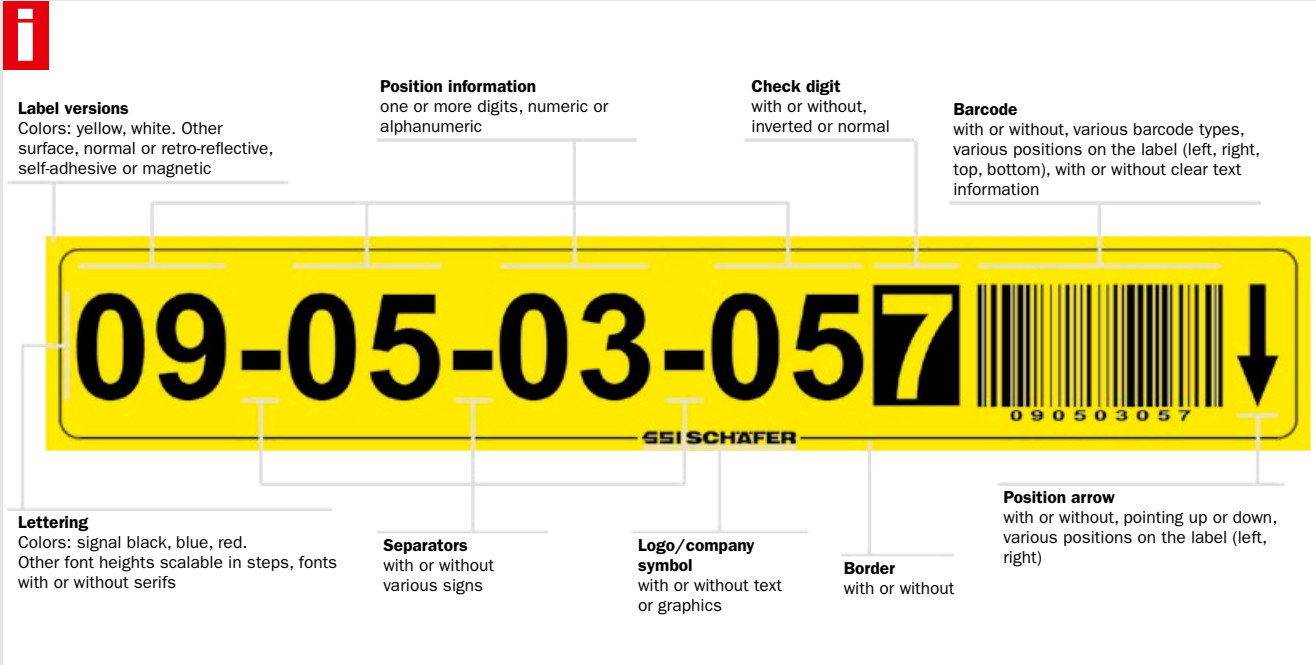 i
Label versions
Colors: yellow, white. Other
surface, normal or retro-reflective,
self-adhesive or magnetic
Position information
one or more digits, numeric or
alphanumeric
Check digit
with or without,
inverted or normal
Barcode
with or without, various barcode types,
various positions on the label (left, right,
top, bottom), with or without clear text
information
09-05-03-057
090503057
SSI SCHÄFER
Lettering
Colors: signal black, blue, red.
Other font heights scalable in steps, fonts
with or without serifs
Separators
with or without
various signs
Logo/company
symbol
with or without text
or graphics
Border
with or without
Position arrow
with or without, pointing up or down,
various positions on the label (left,
right)